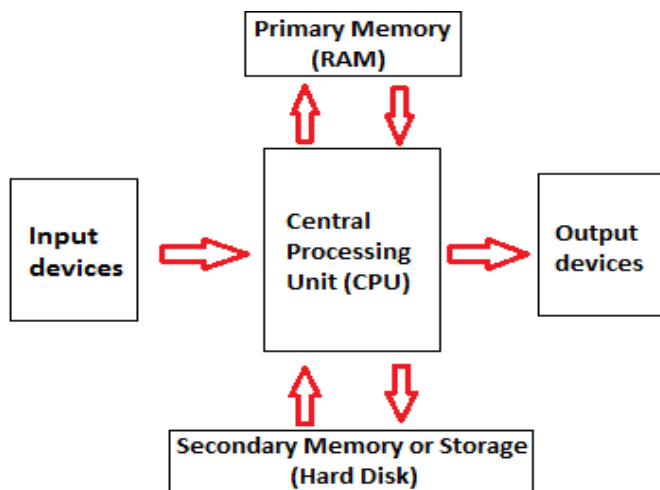 Primary Memory
(RAM)
Input
devices
Central
Processing
Unit (CPU)
Output
devices
Secondary Memory or Storage
(Hard Disk)